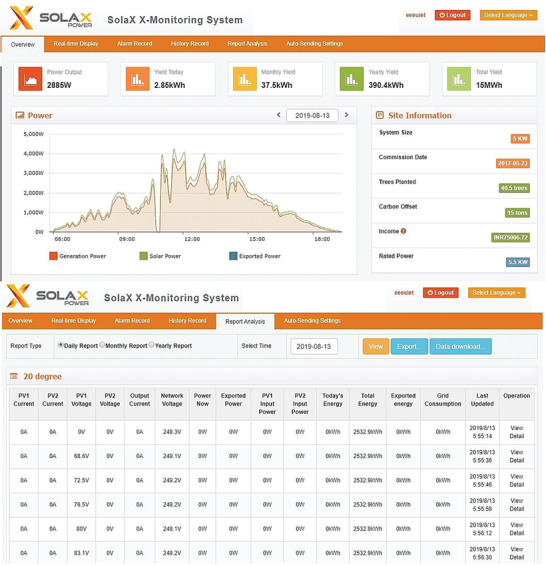 SOLAX POWER
SolaX X-Monitoring System
eeeuiet
Logout
Select Language
Overview Real-time Display Alarm Record History Record Report Analysis Auto-Sending Settings
Power Output
2885W
Yield Today
2.85kWh
Monthly Yield
37.5kWh
Yearly Yield
390.4kWh
Total Yield
15MWh
Power
2019-08-13
5,000W
4,000W
3,000W
2,000W
1,000W
0W
06:00 09:00 12:00 15:00 18:00
Generation Power Solar Power Exported Power
Site Information
System Size
5 KW
Commission Date
2017-05-23
Trees Planted
40.5 trees
Carbon Offset
15 tons
Income
INR75006.72
Rated Power
5.5 KW
SOLAX POWER
SolaX X-Monitoring System
eeeuiet
Logout
Select Language
Overview Real-time Display Alarm Record History Record Report Analysis Auto-Sending Settings
Report Type Daily Report Monthly Report Yearly Report Select Time 2019-08-13 View Export... Data download...
20 degree
PV1 Current PV2 Current PV1 Voltage PV2 Voltage Output Current Network Voltage Power Now Exported Power PV1 Input Power PV2 Input Power Today's Energy Total Energy Exported energy Grid Consumption Last Updated Operation
0A 0A 0V 0V 0A 249.3V 0W 0W 0W 0W 0kWh 2532.9kWh 0kWh 0kWh 2019/8/13 5:55:14 View Detail
0A 0A 68.6V 0V 0A 249.1V 0W 0W 0W 0W 0kWh 2532.9kWh 0kWh 0kWh 2019/8/13 5:55:36 View Detail
0A 0A 72.5V 0V 0A 249.2V 0W 0W 0W 0W 0kWh 2532.9kWh 0kWh 0kWh 2019/8/13 5:55:46 View Detail
0A 0A 76.5V 0V 0A 249.2V 0W 0W 0W 0W 0kWh 2532.9kWh 0kWh 0kWh 2019/8/13 5:55:58 View Detail
0A 0A 80V 0V 0A 249.1V 0W 0W 0W 0W 0kWh 2532.9kWh 0kWh 0kWh 2019/8/13 5:56:12 View Detail
0A 0A 83.1V 0V 0A 249.2V 0W 0W 0W 0W 0kWh 2532.9kWh 0kWh 0kWh 2019/8/13 5:56:30 View Detail